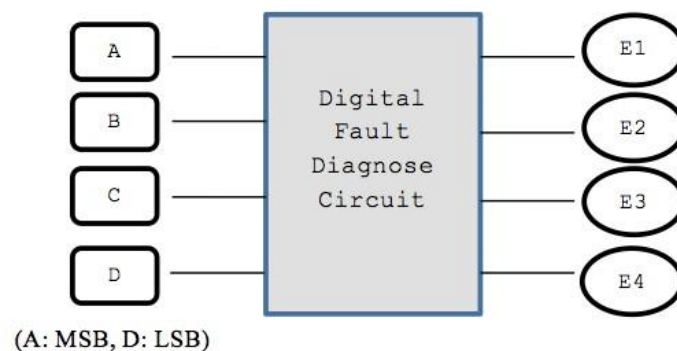 A
B
C
D
Digital
Fault
Diagnose
Circuit
E1
E2
E3
E4
(A: MSB, D: LSB)